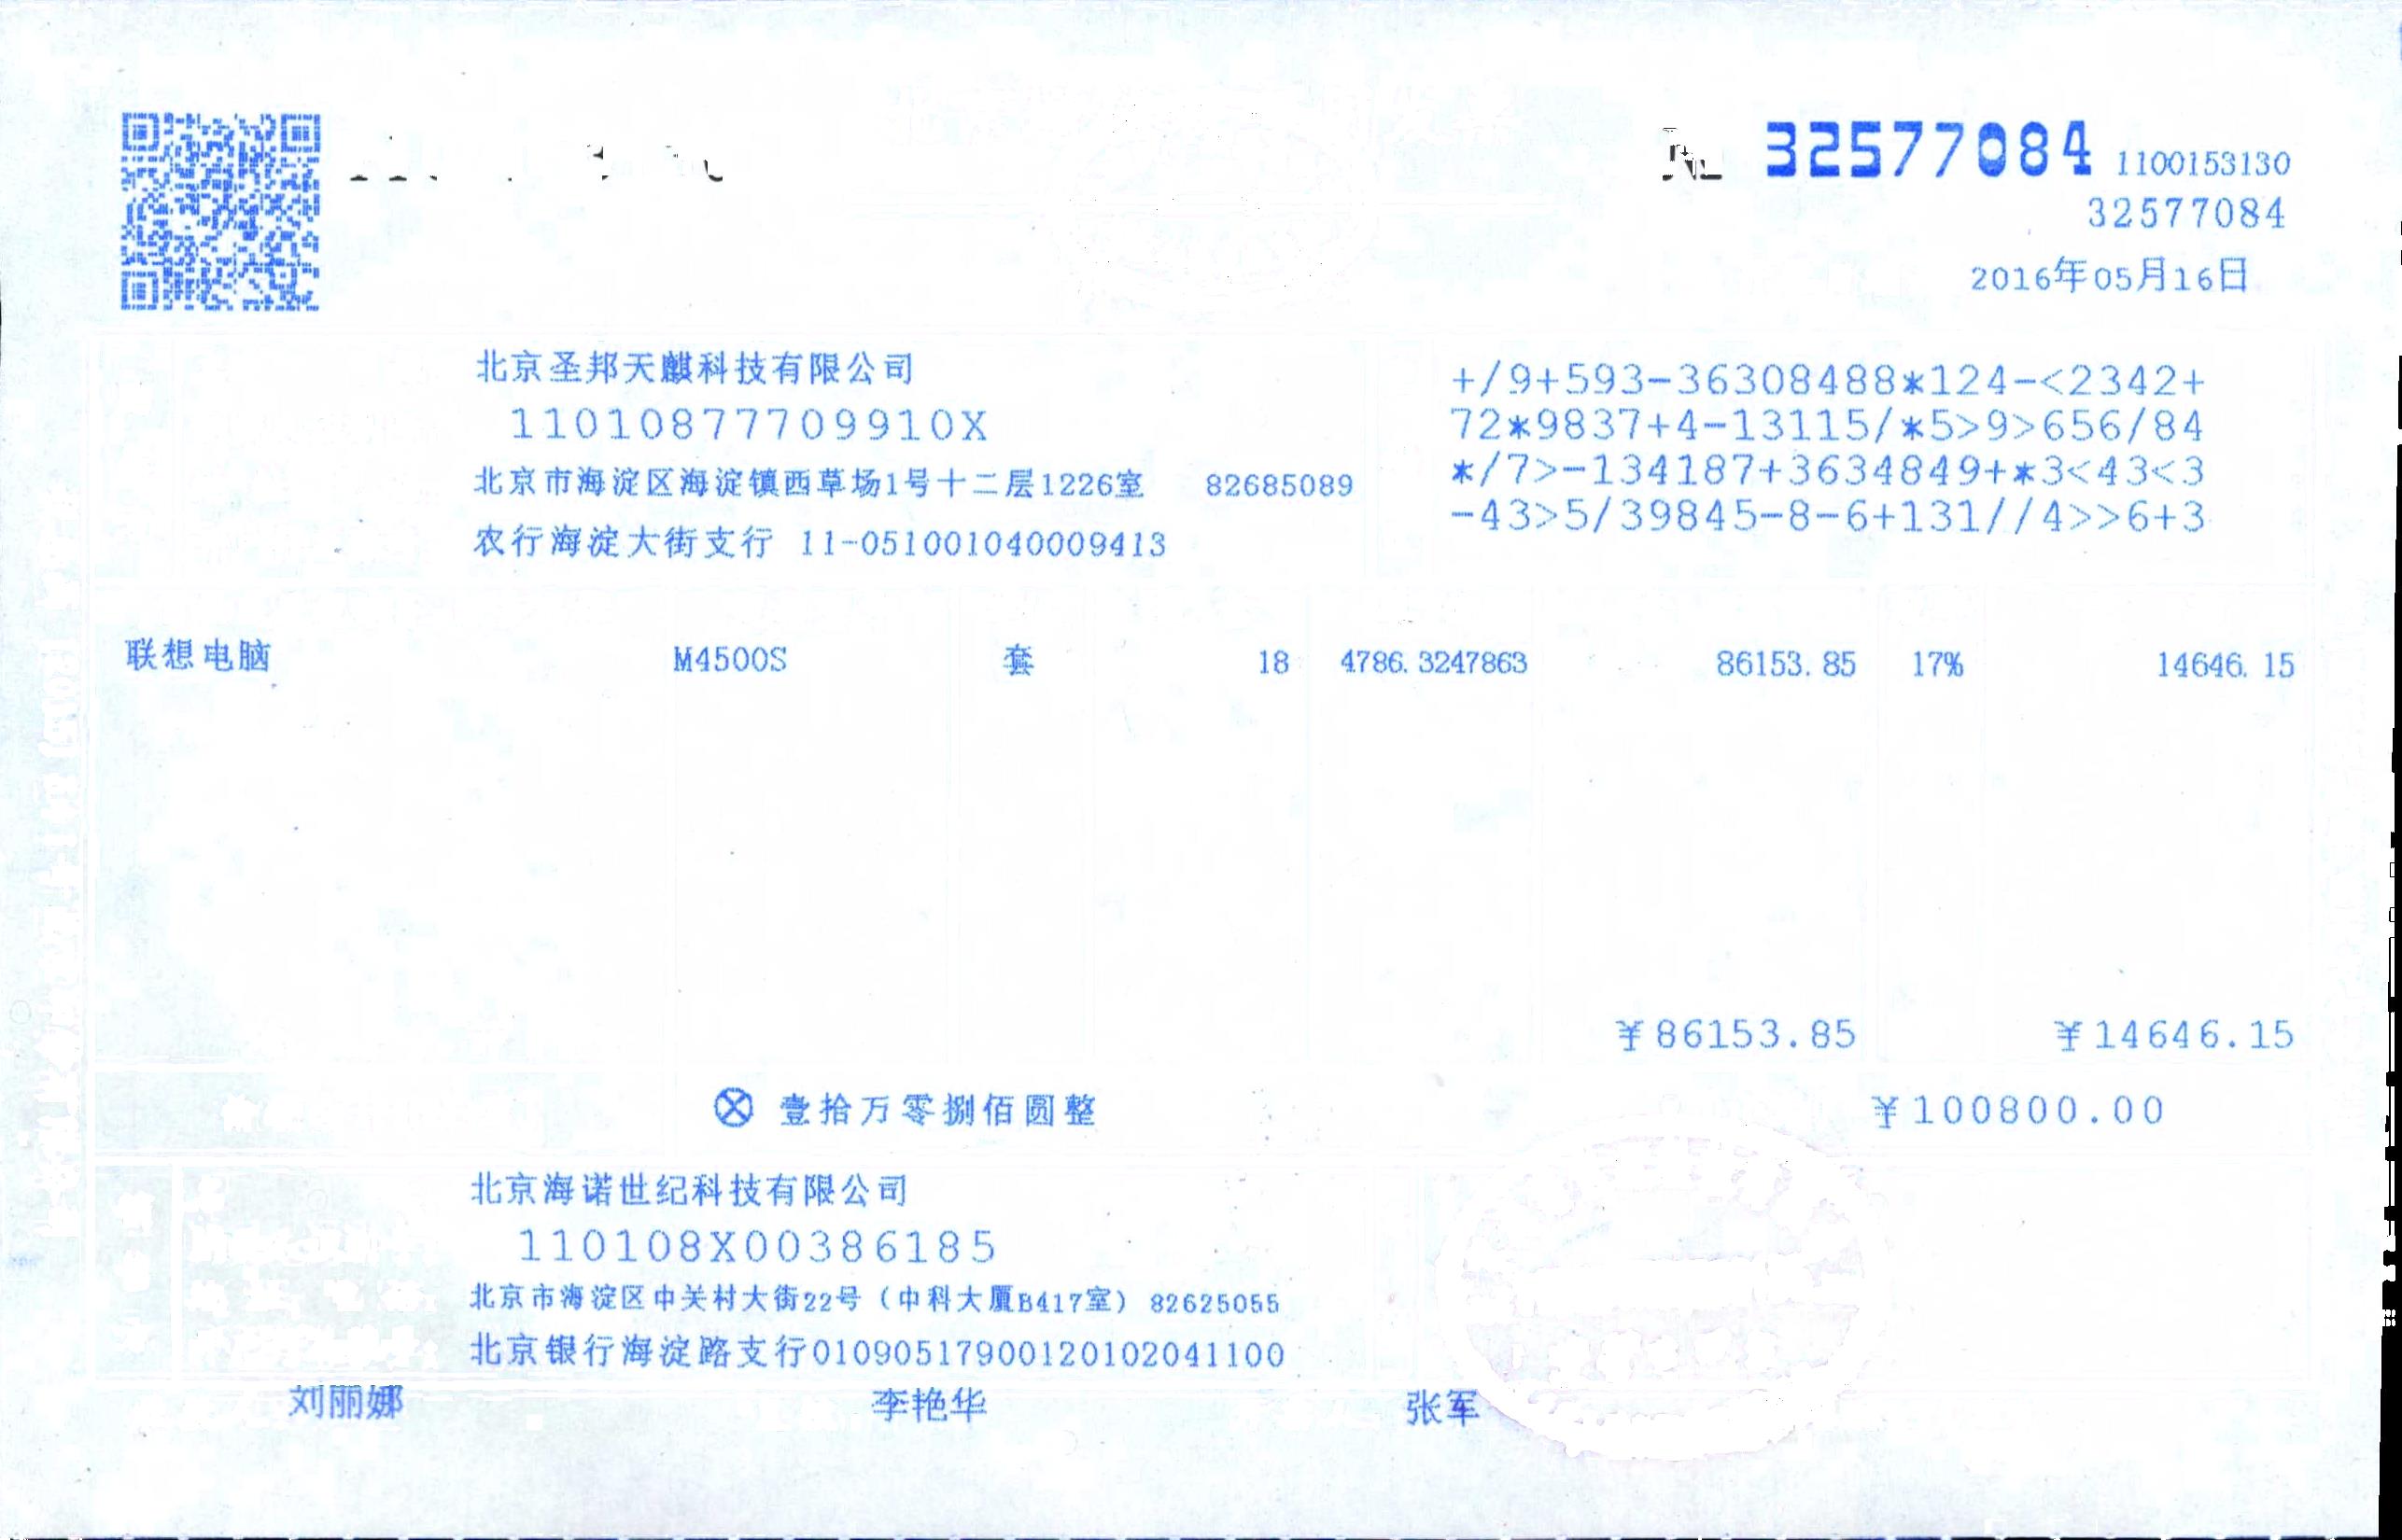 № 32577084 1100153130
32577084
2016年05月16日
北京圣邦天麒科技有限公司
11010877709910X
北京市海淀区海淀镇西草场1号十二层1226室 82685089
农行海淀大街支行 11-051001040009413
+/9+593-36308488*124-<2342+
72*9837+4-13115/*5>9>656/84
*/7>-134187+3634849+*3<43<3
-43>5/39845-8-6+131//4>>6+3
联想电脑 M4500S 套 18 4786.3247863 86153.85 17% 14646.15
¥86153.85 ¥14646.15
ⓧ 壹拾万零捌佰圆整 ¥100800.00
北京海诺世纪科技有限公司
110108X00386185
北京市海淀区中关村大街22号（中科大厦B417室） 82625055
北京银行海淀路支行01090517900120102041100
刘丽娜 李艳华 张军